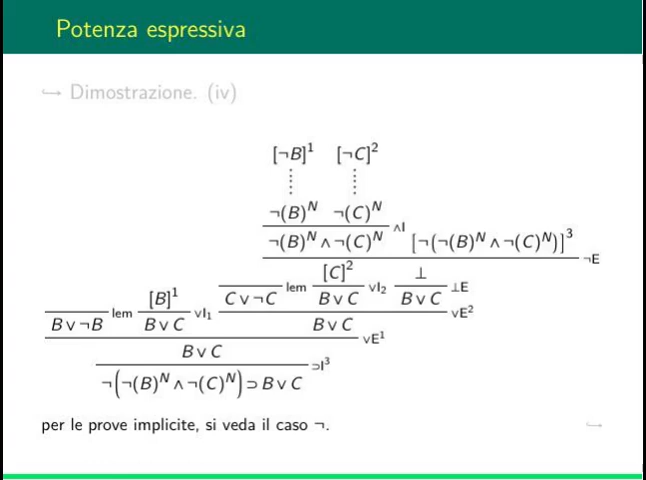 Potenza espressiva
↪ Dimostrazione. (iv)
[¬B]¹ [¬C]²
⋮ ⋮
¬(B)ᴺ ¬(C)ᴺ
∧I
¬(B)ᴺ ∧ ¬(C)ᴺ [¬(¬(B)ᴺ ∧ ¬(C)ᴺ)]³
¬E
[C]² ⊥
lem ∨I₂ ⊥E
C ∨ ¬C B ∨ C B ∨ C
[B]¹ ∨E²
lem ∨I₁
B ∨ ¬B B ∨ C B ∨ C
∨E¹
B ∨ C
⊃I³
¬(¬(B)ᴺ ∧ ¬(C)ᴺ) ⊃ B ∨ C
per le prove implicite, si veda il caso ¬.
↪